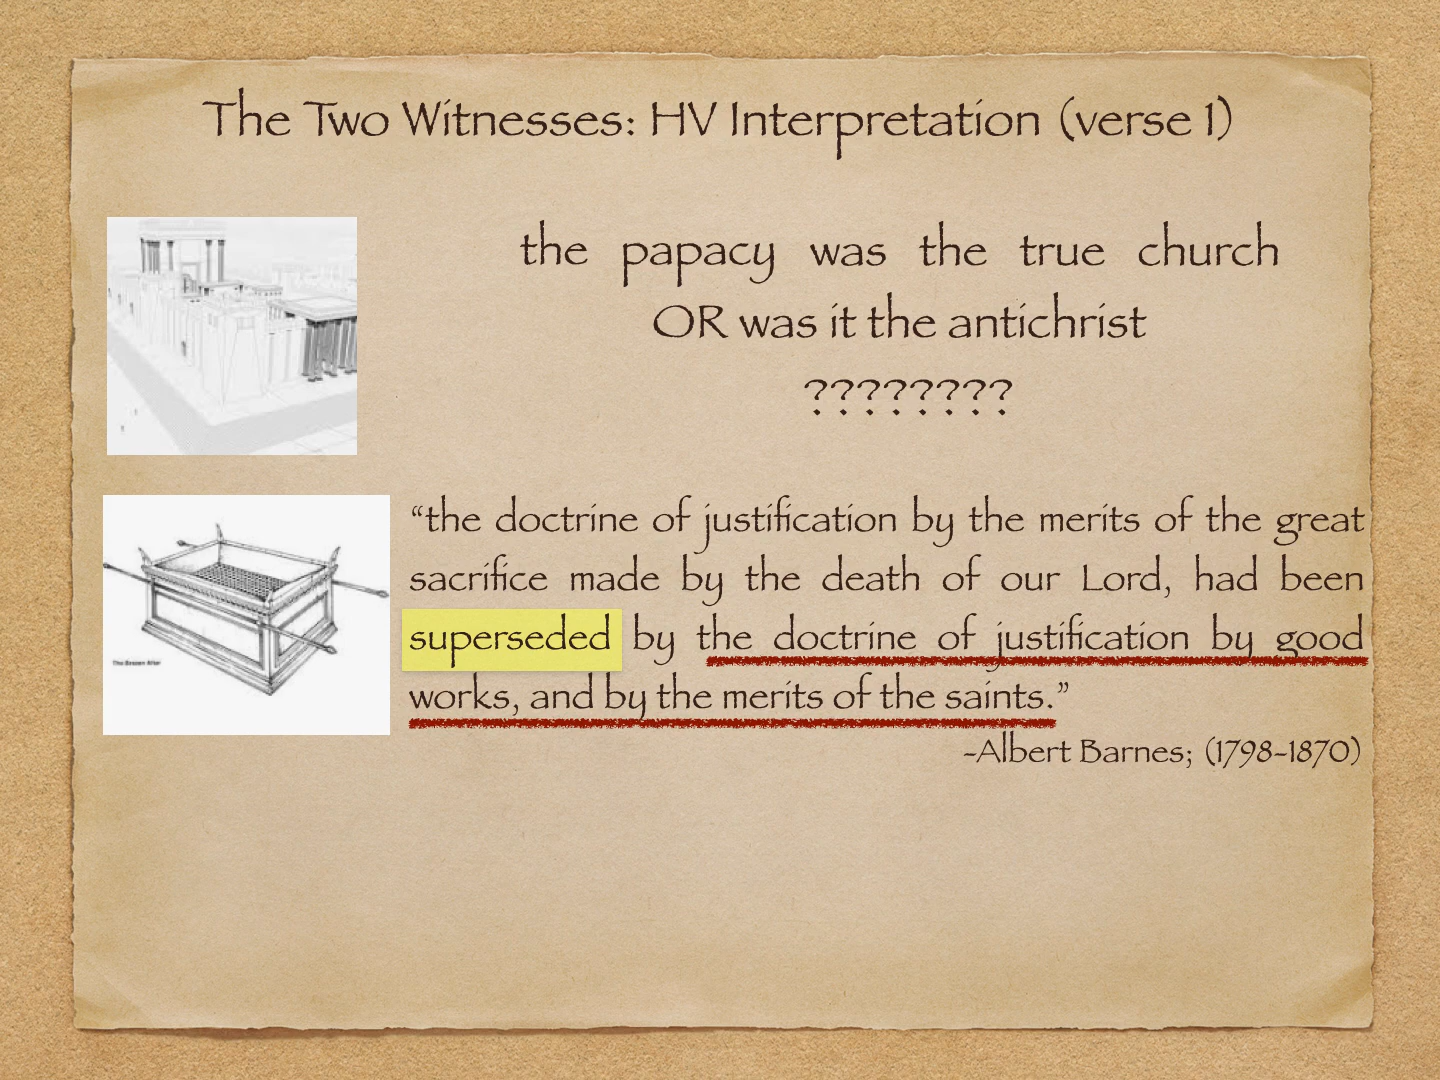 The Two Witnesses: HV Interpretation (verse 1)
the papacy was the true church
OR was it the antichrist
????????
“the doctrine of justification by the merits of the great
sacrifice made by the death of our Lord, had been
superseded by the doctrine of justification by good
works, and by the merits of the saints.”
-Albert Barnes; (1798-1870)
The Brazen Altar